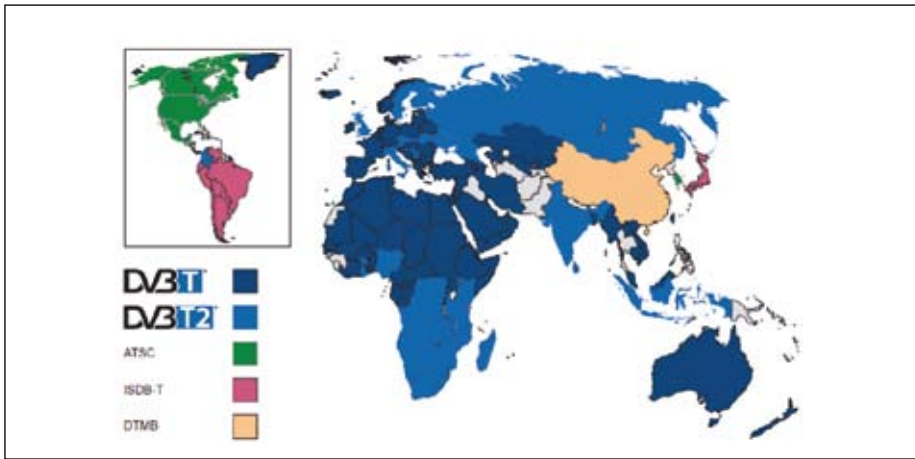 DVB T
DVB T2
ATSC
ISDB-T
DTMB